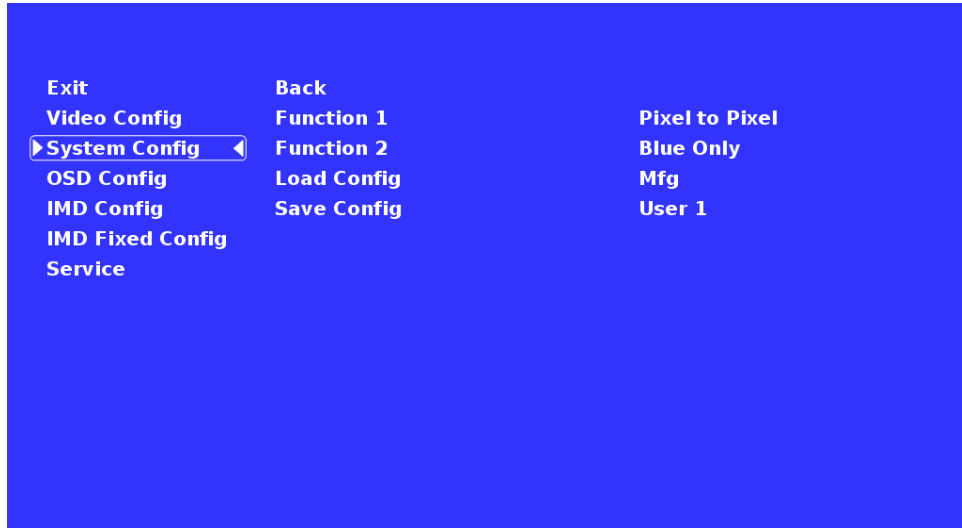 Exit Back
Video Config Function 1 Pixel to Pixel
System Config Function 2 Blue Only
OSD Config Load Config Mfg
IMD Config Save Config User 1
IMD Fixed Config
Service